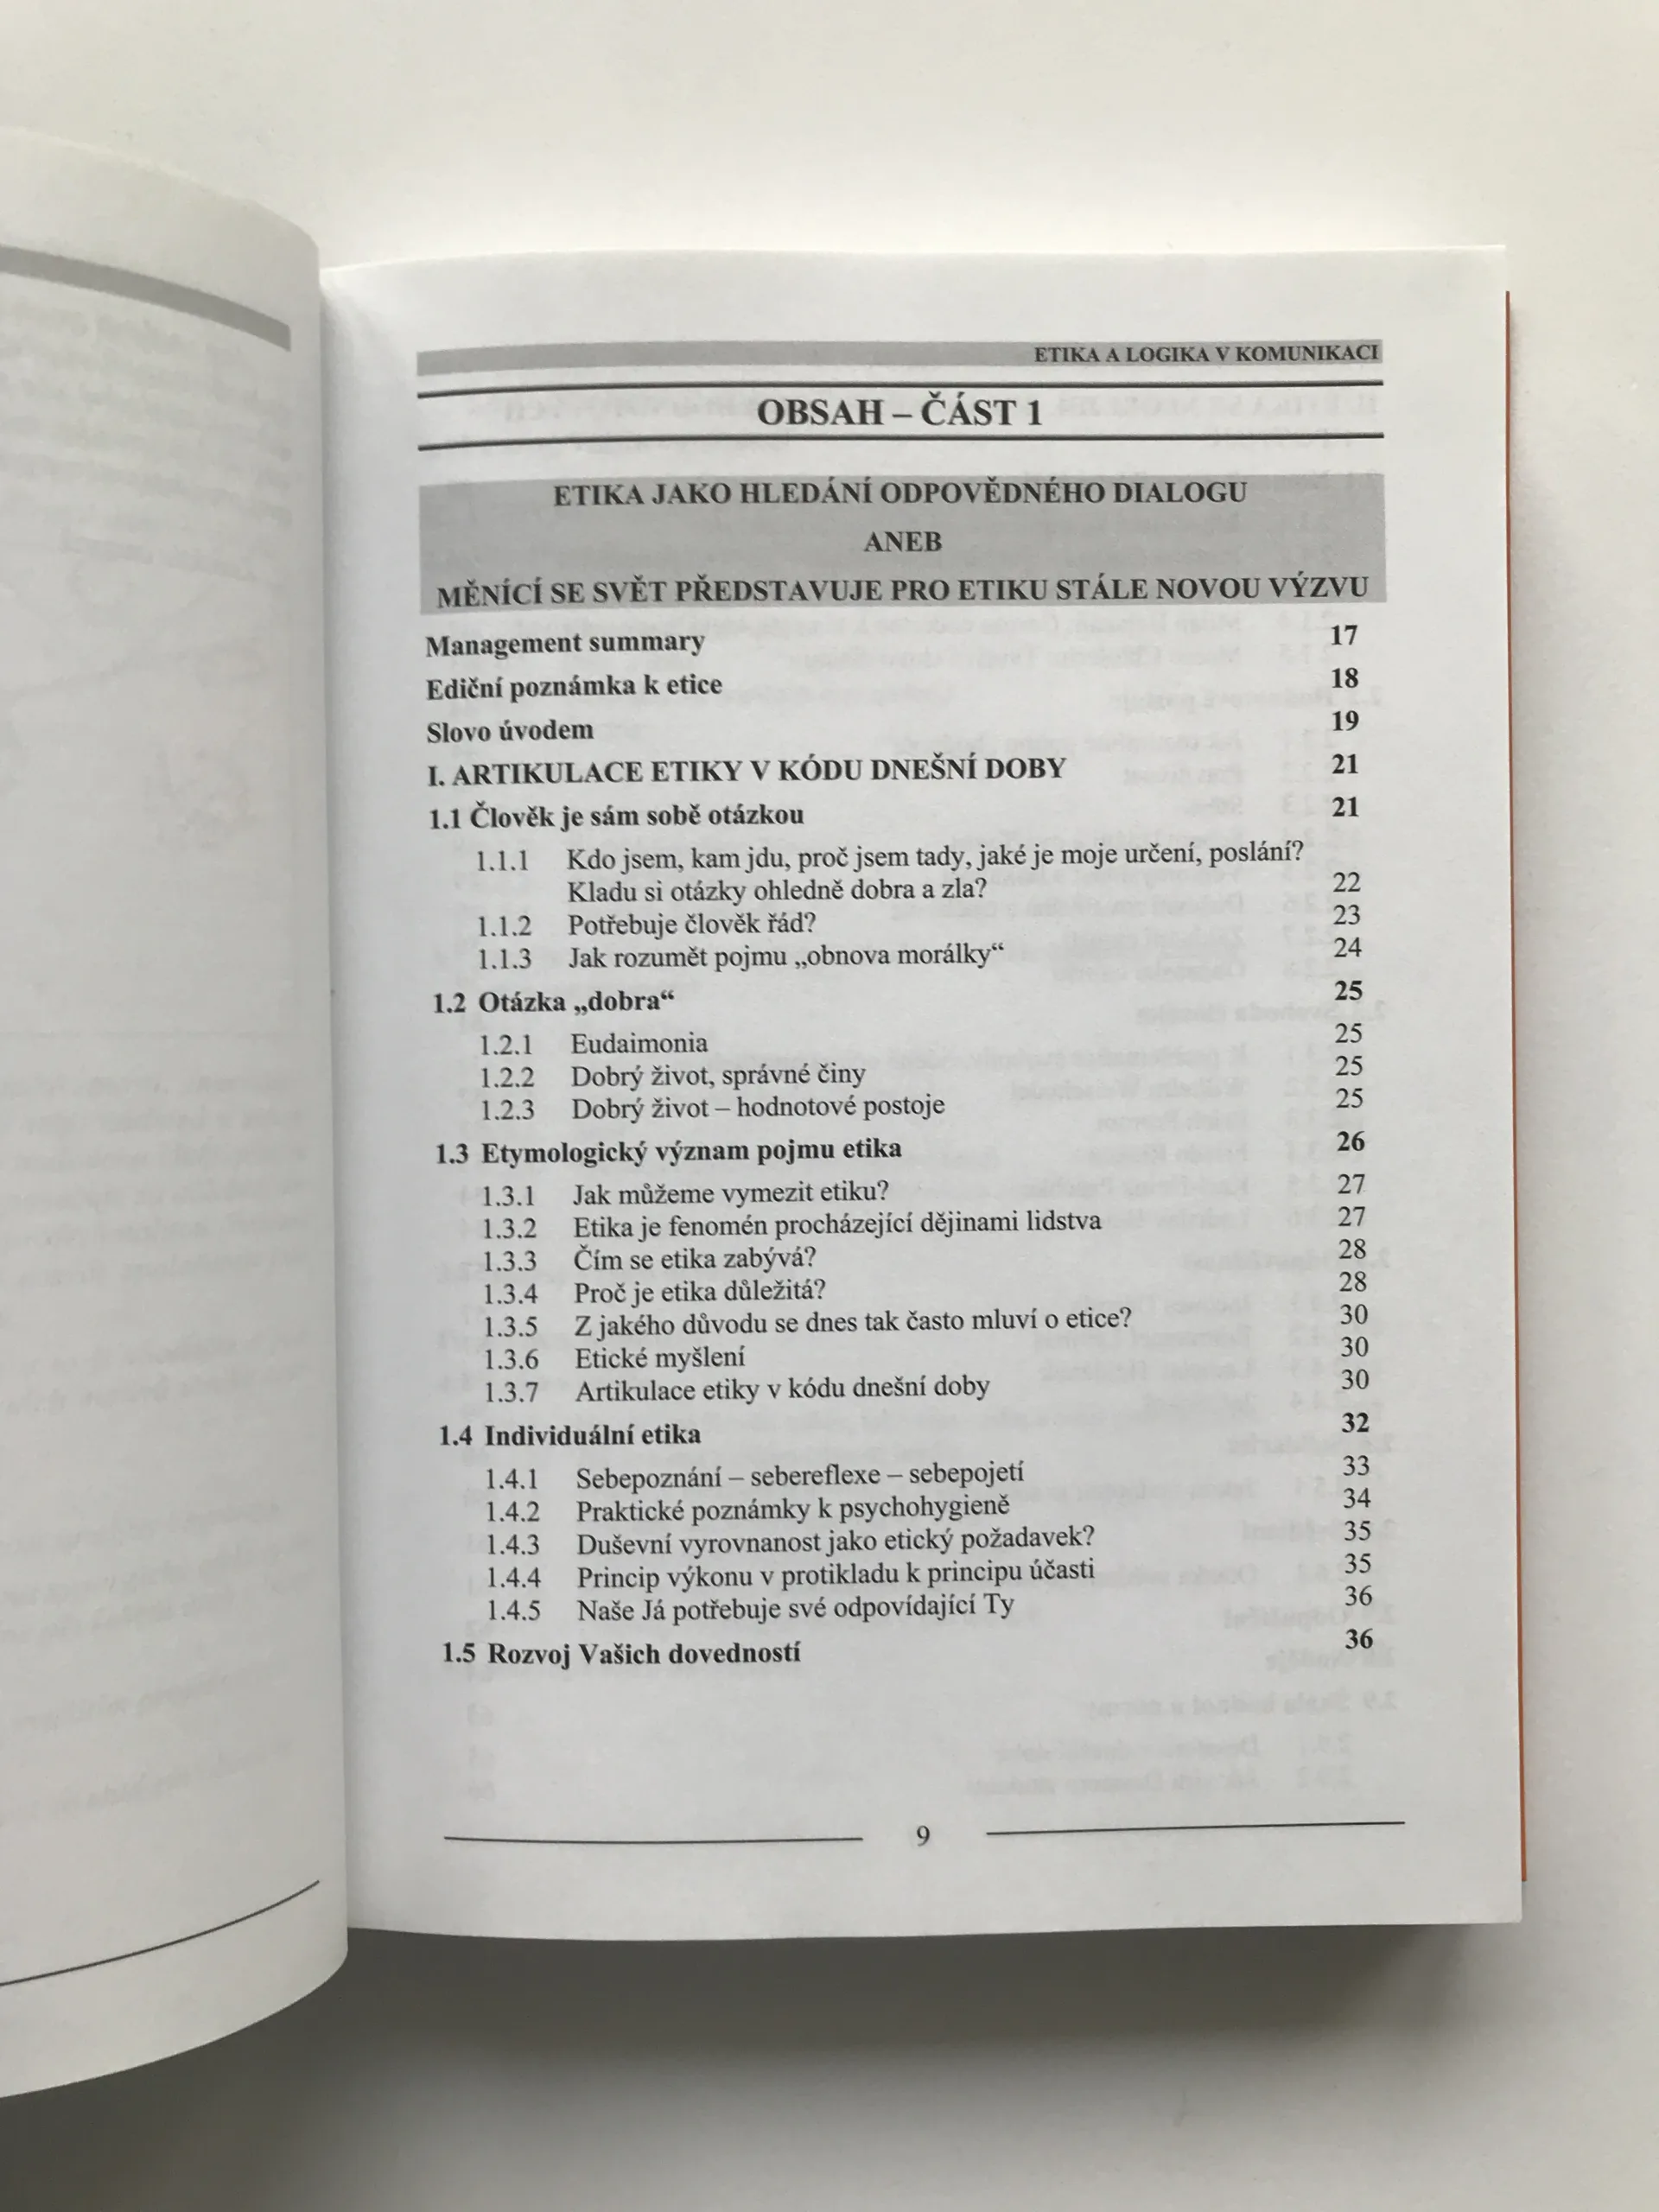 ETIKA A LOGIKA V KOMUNIKACI
OBSAH – ČÁST 1
ETIKA JAKO HLEDÁNÍ ODPOVĚDNÉHO DIALOGU
ANEB
MĚNÍCÍ SE SVĚT PŘEDSTAVUJE PRO ETIKU STÁLE NOVOU VÝZVU
Management summary 17
Ediční poznámka k etice 18
Slovo úvodem 19
I. ARTIKULACE ETIKY V KÓDU DNEŠNÍ DOBY 21
1.1 Člověk je sám sobě otázkou 21
1.1.1 Kdo jsem, kam jdu, proč jsem tady, jaké je moje určení, poslání?
Kladu si otázky ohledně dobra a zla? 22
1.1.2 Potřebuje člověk řád? 23
1.1.3 Jak rozumět pojmu „obnova morálky“ 24
1.2 Otázka „dobra“ 25
1.2.1 Eudaimonia 25
1.2.2 Dobrý život, správné činy 25
1.2.3 Dobrý život – hodnotové postoje 25
1.3 Etymologický význam pojmu etika 26
1.3.1 Jak můžeme vymezit etiku? 27
1.3.2 Etika je fenomén procházející dějinami lidstva 27
1.3.3 Čím se etika zabývá? 28
1.3.4 Proč je etika důležitá? 28
1.3.5 Z jakého důvodu se dnes tak často mluví o etice? 30
1.3.6 Etické myšlení 30
1.3.7 Artikulace etiky v kódu dnešní doby 30
1.4 Individuální etika 32
1.4.1 Sebepoznání – sebereflexe – sebepojetí 33
1.4.2 Praktické poznámky k psychohygieně 34
1.4.3 Duševní vyrovnanost jako etický požadavek? 35
1.4.4 Princip výkonu v protikladu k principu účasti 35
1.4.5 Naše Já potřebuje své odpovídající Ty 36
1.5 Rozvoj Vašich dovedností 36
9